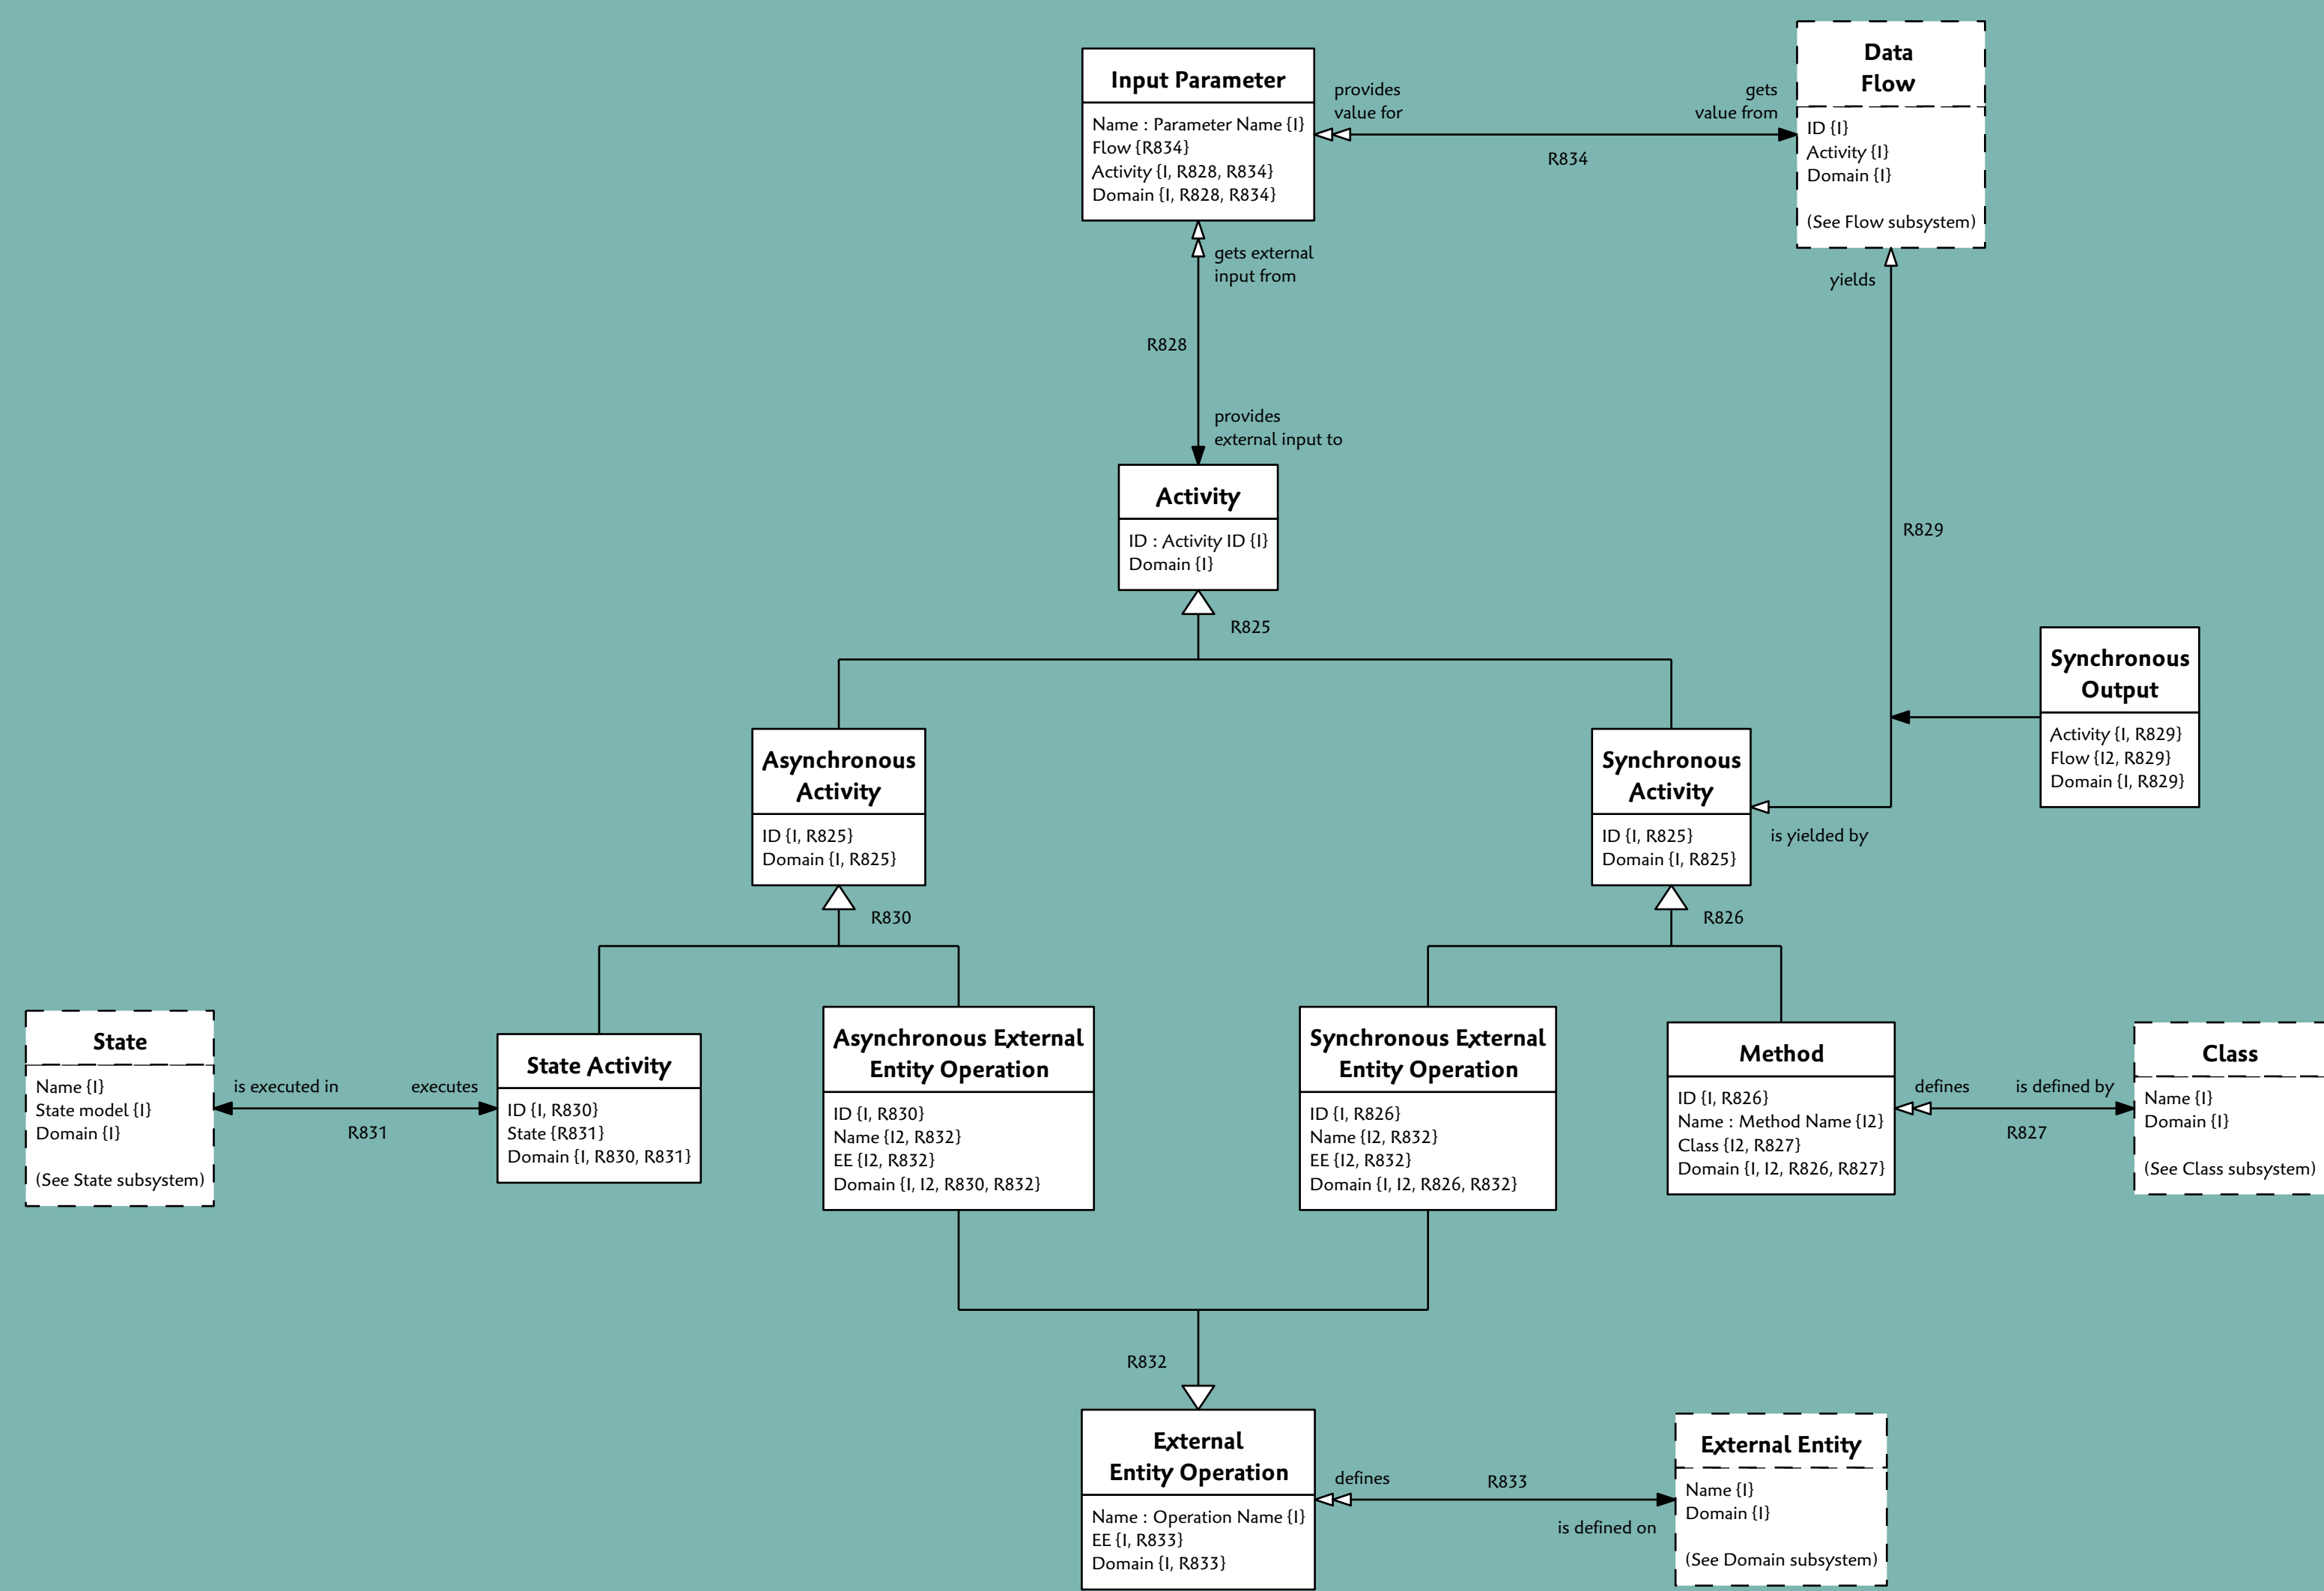 Input Parameter
Name : Parameter Name {I}
Flow {R834}
Activity {I, R828, R834}
Domain {I, R828, R834}
provides
value for
gets
value from
R834
Data
Flow
ID {I}
Activity {I}
Domain {I}
(See Flow subsystem)
gets external
input from
yields
R828
provides
external input to
Activity
ID : Activity ID {I}
Domain {I}
R829
R825
Synchronous
Output
Activity {I, R829}
Flow {I2, R829}
Domain {I, R829}
Asynchronous
Activity
ID {I, R825}
Domain {I, R825}
Synchronous
Activity
ID {I, R825}
Domain {I, R825}
is yielded by
R830
R826
State
Name {I}
State model {I}
Domain {I}
(See State subsystem)
is executed in
executes
R831
State Activity
ID {I, R830}
State {R831}
Domain {I, R830, R831}
Asynchronous External
Entity Operation
ID {I, R830}
Name {I2, R832}
EE {I2, R832}
Domain {I, I2, R830, R832}
Synchronous External
Entity Operation
ID {I, R826}
Name {I2, R832}
EE {I2, R832}
Domain {I, I2, R826, R832}
Method
ID {I, R826}
Name : Method Name {I2}
Class {I2, R827}
Domain {I, I2, R826, R827}
defines
is defined by
R827
Class
Name {I}
Domain {I}
(See Class subsystem)
R832
External
Entity Operation
Name : Operation Name {I}
EE {I, R833}
Domain {I, R833}
defines
R833
is defined on
External Entity
Name {I}
Domain {I}
(See Domain subsystem)